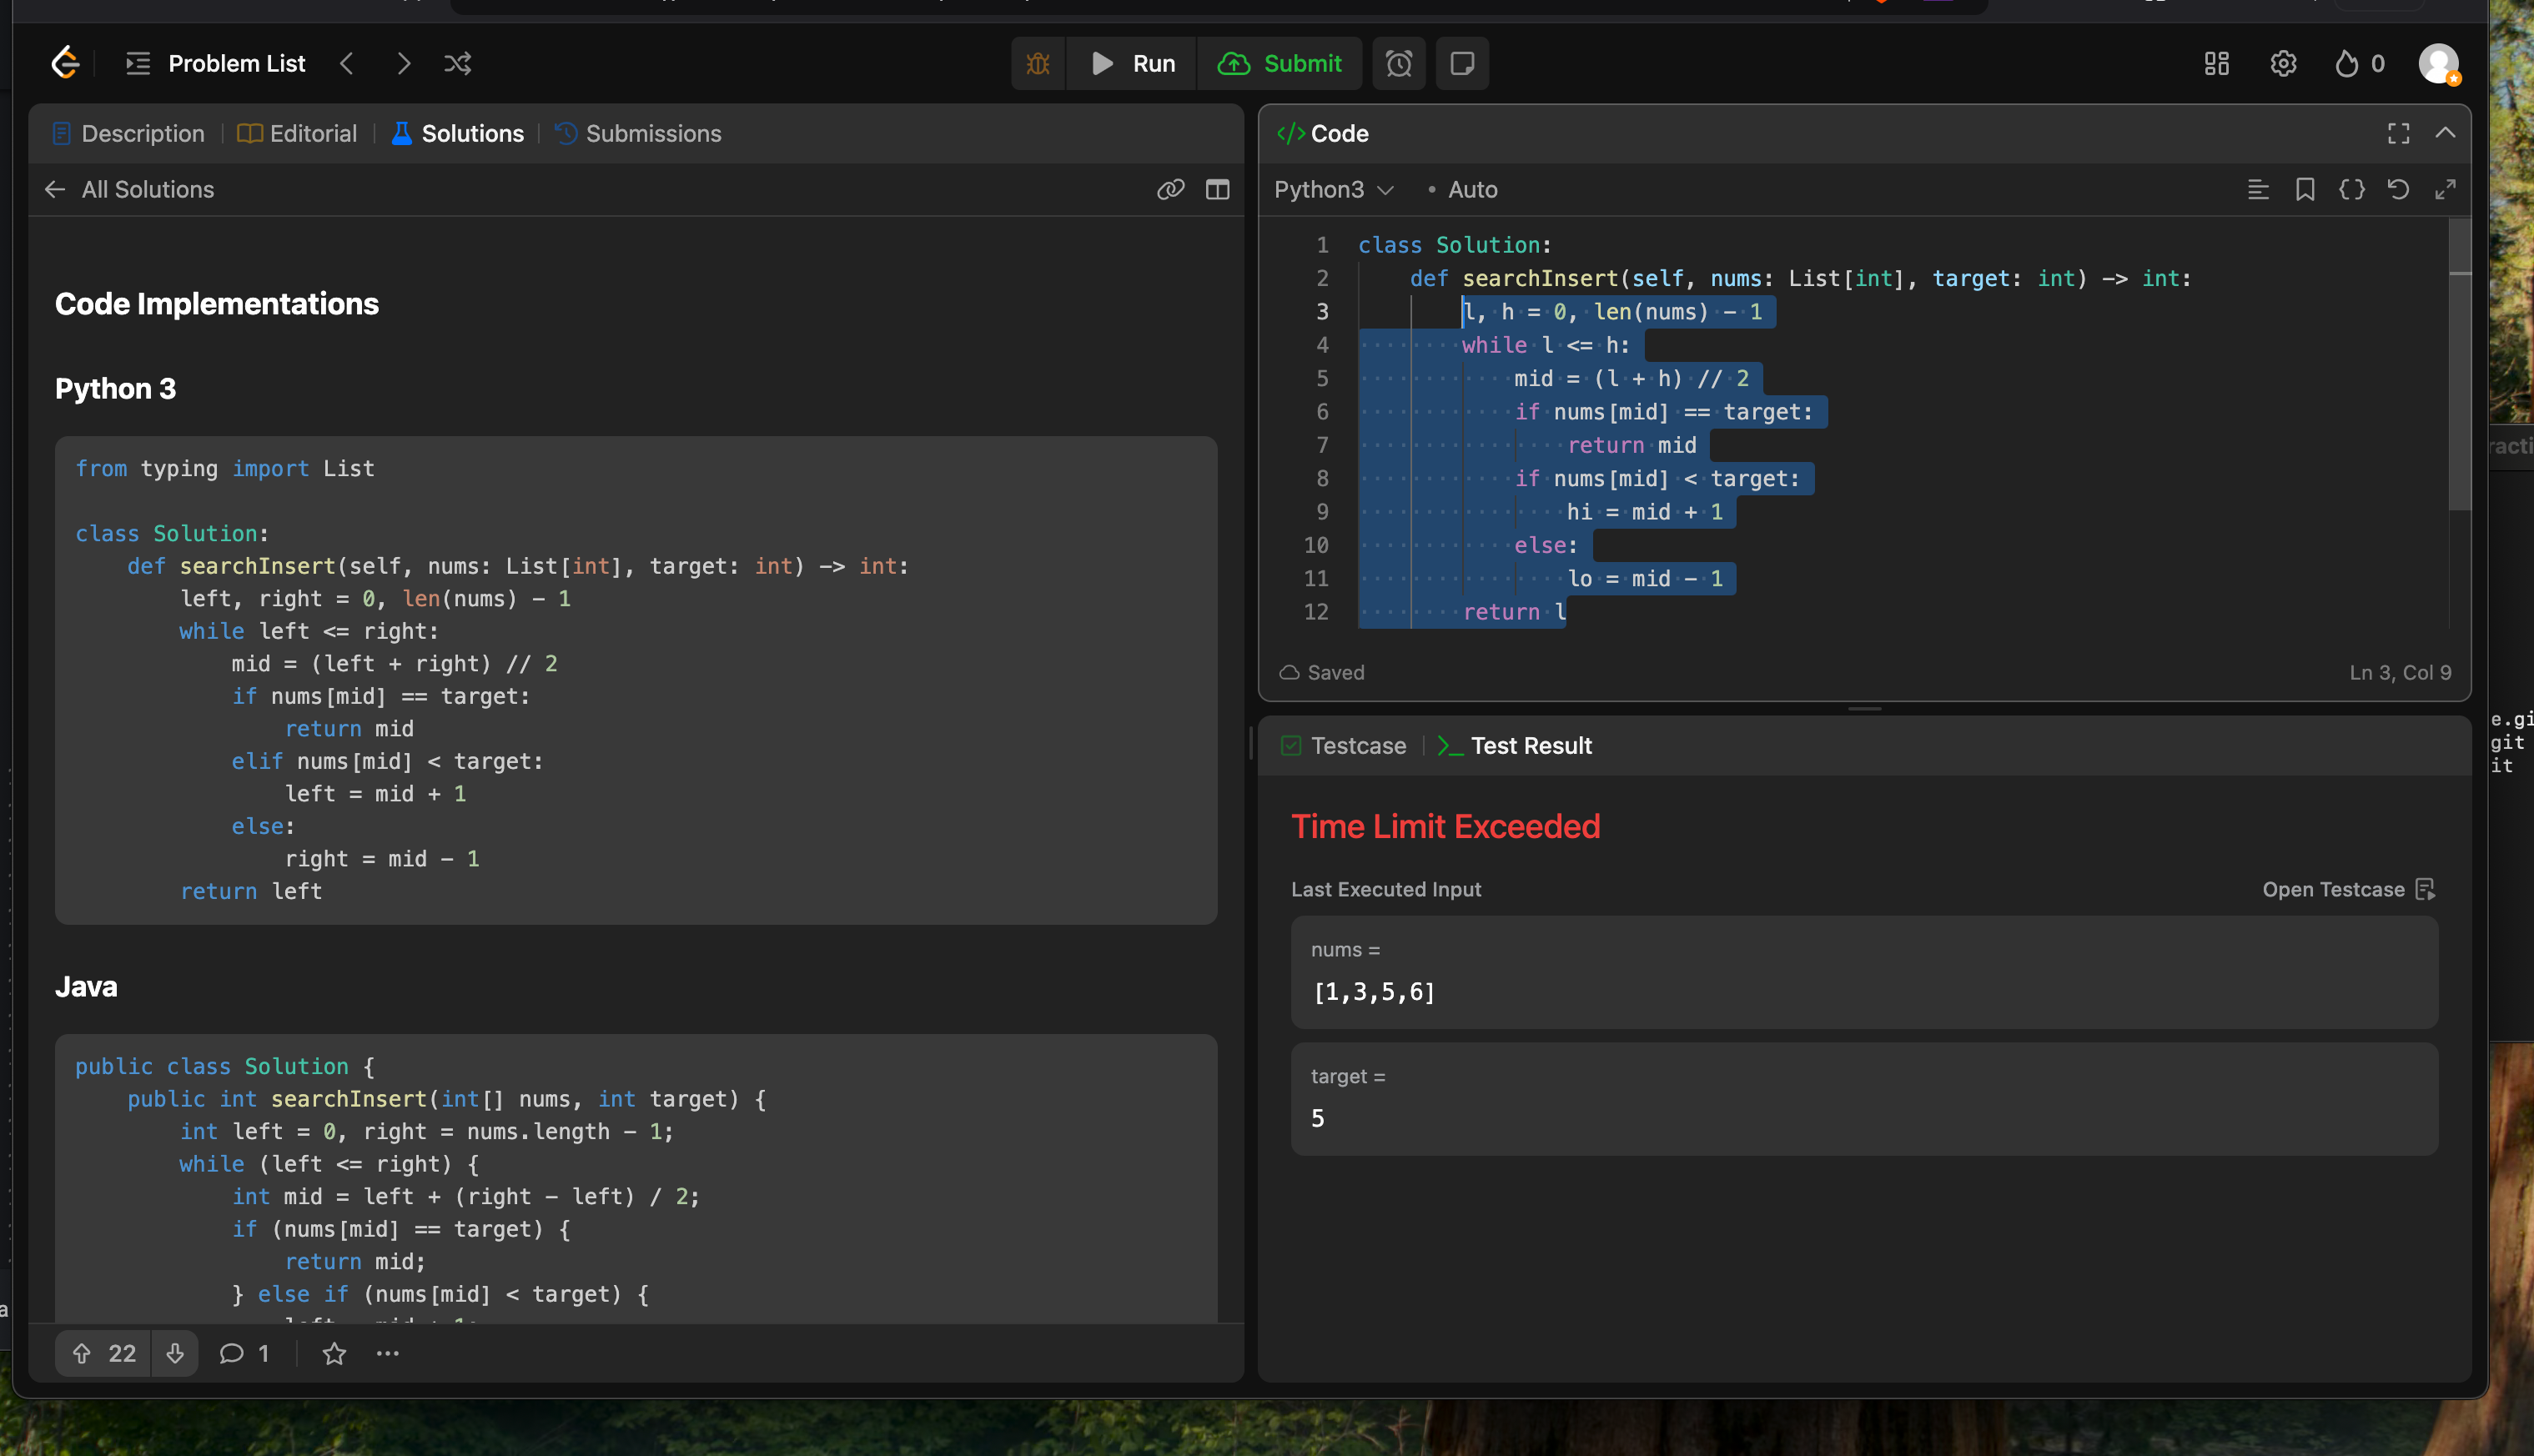 Problem List
Run
Submit
0
Description
Editorial
Solutions
Submissions
All Solutions
Code Implementations
Python 3
from typing import List
class Solution:
    def searchInsert(self, nums: List[int], target: int) -> int:
        left, right = 0, len(nums) - 1
        while left <= right:
            mid = (left + right) // 2
            if nums[mid] == target:
                return mid
            elif nums[mid] < target:
                left = mid + 1
            else:
                right = mid - 1
        return left
Java
public class Solution {
    public int searchInsert(int[] nums, int target) {
        int left = 0, right = nums.length - 1;
        while (left <= right) {
            int mid = left + (right - left) / 2;
            if (nums[mid] == target) {
                return mid;
            } else if (nums[mid] < target) {
22
1
Code
Python3
Auto
1 class Solution:
2     def searchInsert(self, nums: List[int], target: int) -> int:
3         l, h = 0, len(nums) - 1
4         while l <= h:
5             mid = (l + h) // 2
6             if nums[mid] == target:
7                 return mid
8             if nums[mid] < target:
9                 hi = mid + 1
10             else:
11                 lo = mid - 1
12         return l
Saved
Ln 3, Col 9
Testcase
Test Result
Time Limit Exceeded
Last Executed Input
Open Testcase
nums =
[1,3,5,6]
target =
5
racti
e.gi
git
it